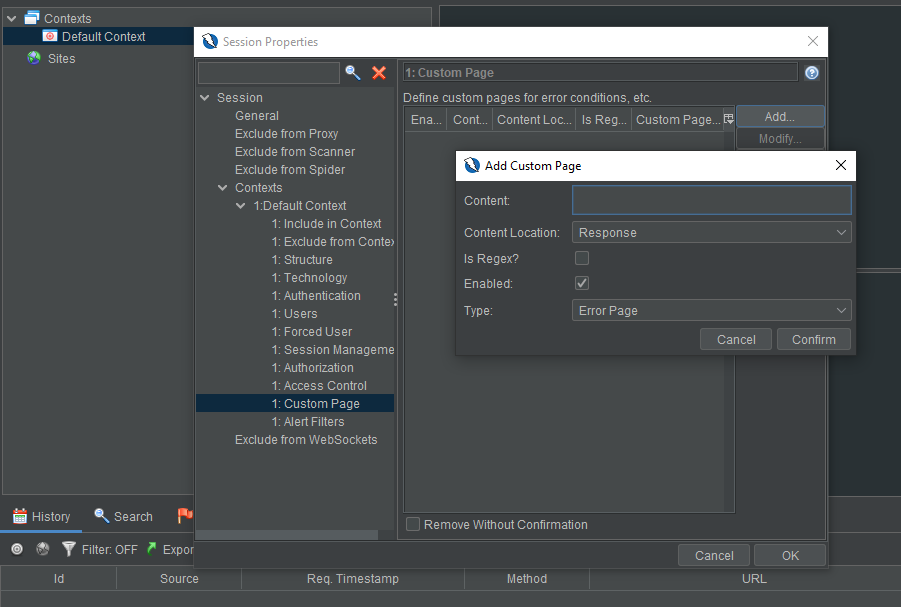 Contexts
Default Context
Sites
Session Properties
1: Custom Page
Define custom pages for error conditions, etc.
Ena... Cont... Content Loc... Is Reg... Custom Page...
Add...
Modify...
Session
General
Exclude from Proxy
Exclude from Scanner
Exclude from Spider
Contexts
1:Default Context
1: Include in Context
1: Exclude from Contex
1: Structure
1: Technology
1: Authentication
1: Users
1: Forced User
1: Session Manageme
1: Authorization
1: Access Control
1: Custom Page
1: Alert Filters
Exclude from WebSockets
Add Custom Page
Content:
Content Location: Response
Is Regex?
Enabled:
Type: Error Page
Cancel Confirm
Remove Without Confirmation
Cancel OK
History Search
Filter: OFF Expor
Id Source Req. Timestamp Method URL